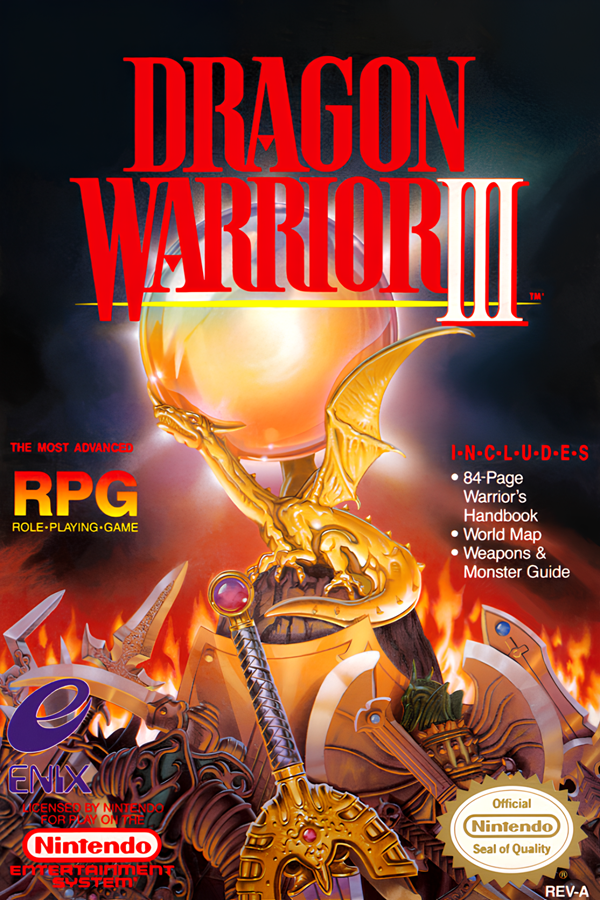 DRAGON
WARRIOR III
TM
THE MOST ADVANCED
RPG
ROLE•PLAYING•GAME
I•N•C•L•U•D•E•S
• 84-Page
Warrior's
Handbook
• World Map
• Weapons &
Monster Guide
e
ENIX
LICENSED BY NINTENDO
FOR PLAY ON THE
Nintendo
ENTERTAINMENT
SYSTEM®
Official
Nintendo
Seal of Quality
®
REV-A